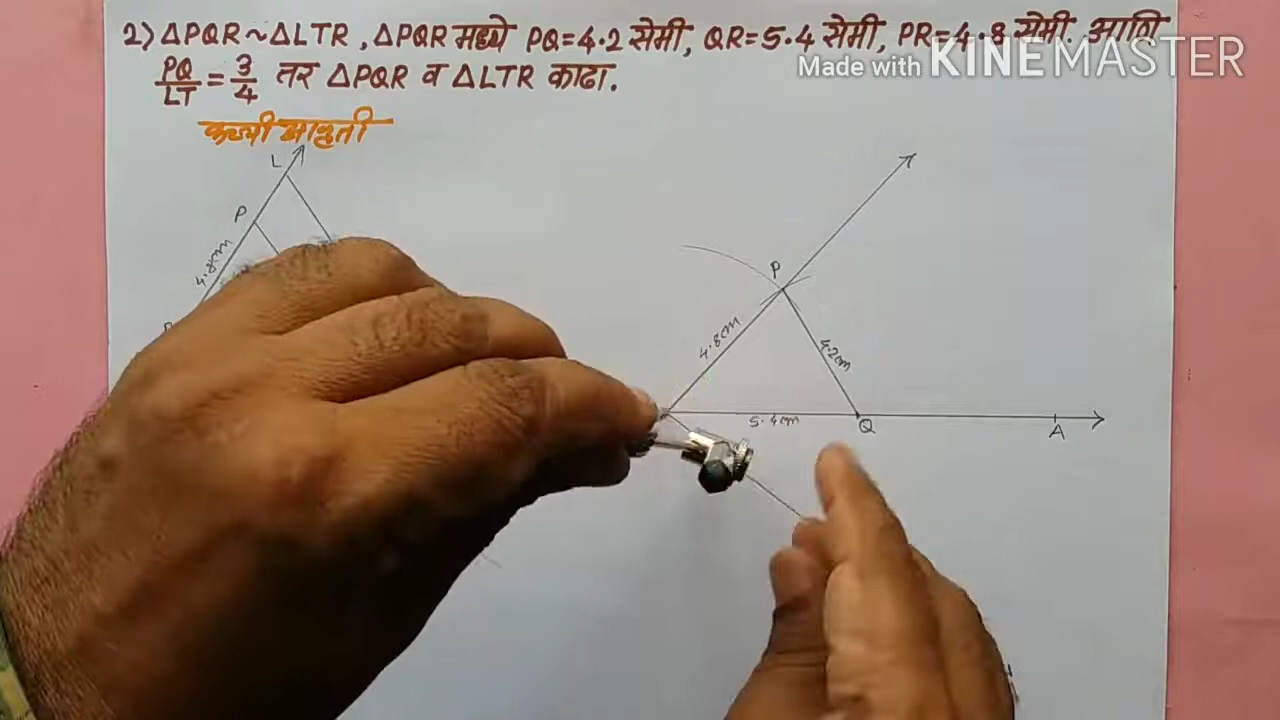 2) ΔPQR ~ ΔLTR , ΔPQR मध्ये PQ=4.2 सेमी, QR=5.4 सेमी, PR=4.8 सेमी. आणि
Made with KINEMASTER
PQ/LT = 3/4 तर ΔPQR व ΔLTR काढा.
कच्ची आकृती
L
P
4.8cm
P
4.8cm
4.2cm
5.4cm
Q
A